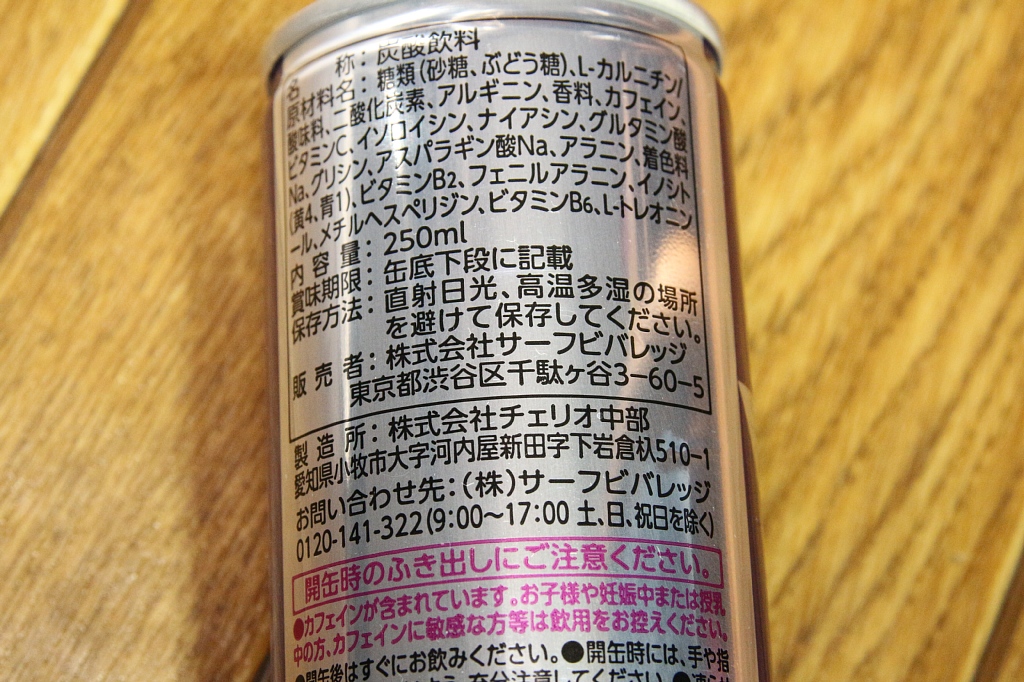 名称：炭酸飲料
原材料名：糖類(砂糖、ぶどう糖)、L-カルニチン/
酸味料、二酸化炭素、アルギニン、香料、カフェイン、
ビタミンC、イソロイシン、ナイアシン、グルタミン酸
Na、グリシン、アスパラギン酸Na、アラニン、着色料
(黄4、青1)、ビタミンB2、フェニルアラニン、イノシト
ール、メチルヘスペリジン、ビタミンB6、L-トレオニン
内容量：250ml
賞味期限：缶底下段に記載
保存方法：直射日光、高温多湿の場所
を避けて保存してください。
販売者：株式会社サーフビバレッジ
東京都渋谷区千駄ヶ谷3-60-5
製造所：株式会社チェリオ中部
愛知県小牧市大字河内屋新田字下岩倉杁510-1
お問い合わせ先：(株)サーフビバレッジ
0120-141-322(9:00〜17:00 土、日、祝日を除く)
開缶時のふき出しにご注意ください。
●カフェインが含まれています。お子様や妊娠中または授乳
中の方、カフェインに敏感な方等は飲用をお控えください。
●開缶後はすぐにお飲みください。●開缶時には、手や指
充分注意してください。